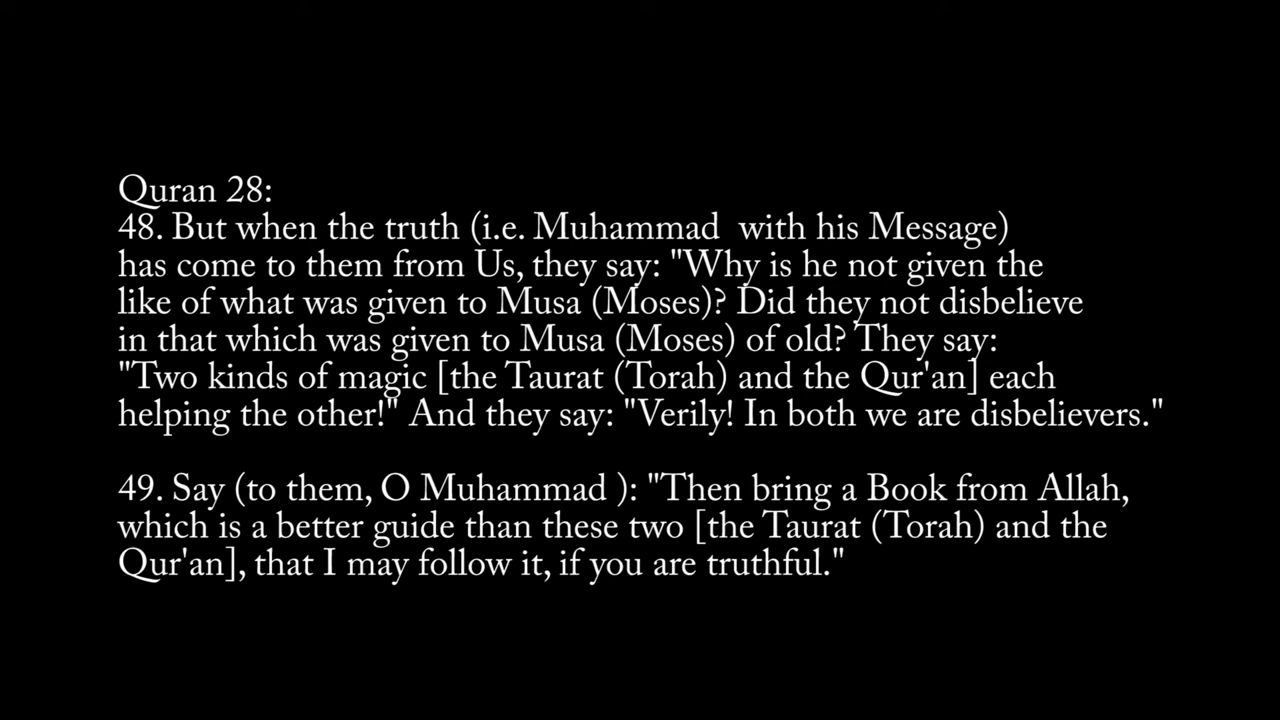 Quran 28:
48. But when the truth (i.e. Muhammad  with his Message)
has come to them from Us, they say: "Why is he not given the
like of what was given to Musa (Moses)? Did they not disbelieve
in that which was given to Musa (Moses) of old? They say:
"Two kinds of magic [the Taurat (Torah) and the Qur'an] each
helping the other!" And they say: "Verily! In both we are disbelievers."
49. Say (to them, O Muhammad ): "Then bring a Book from Allah,
which is a better guide than these two [the Taurat (Torah) and the
Qur'an], that I may follow it, if you are truthful."